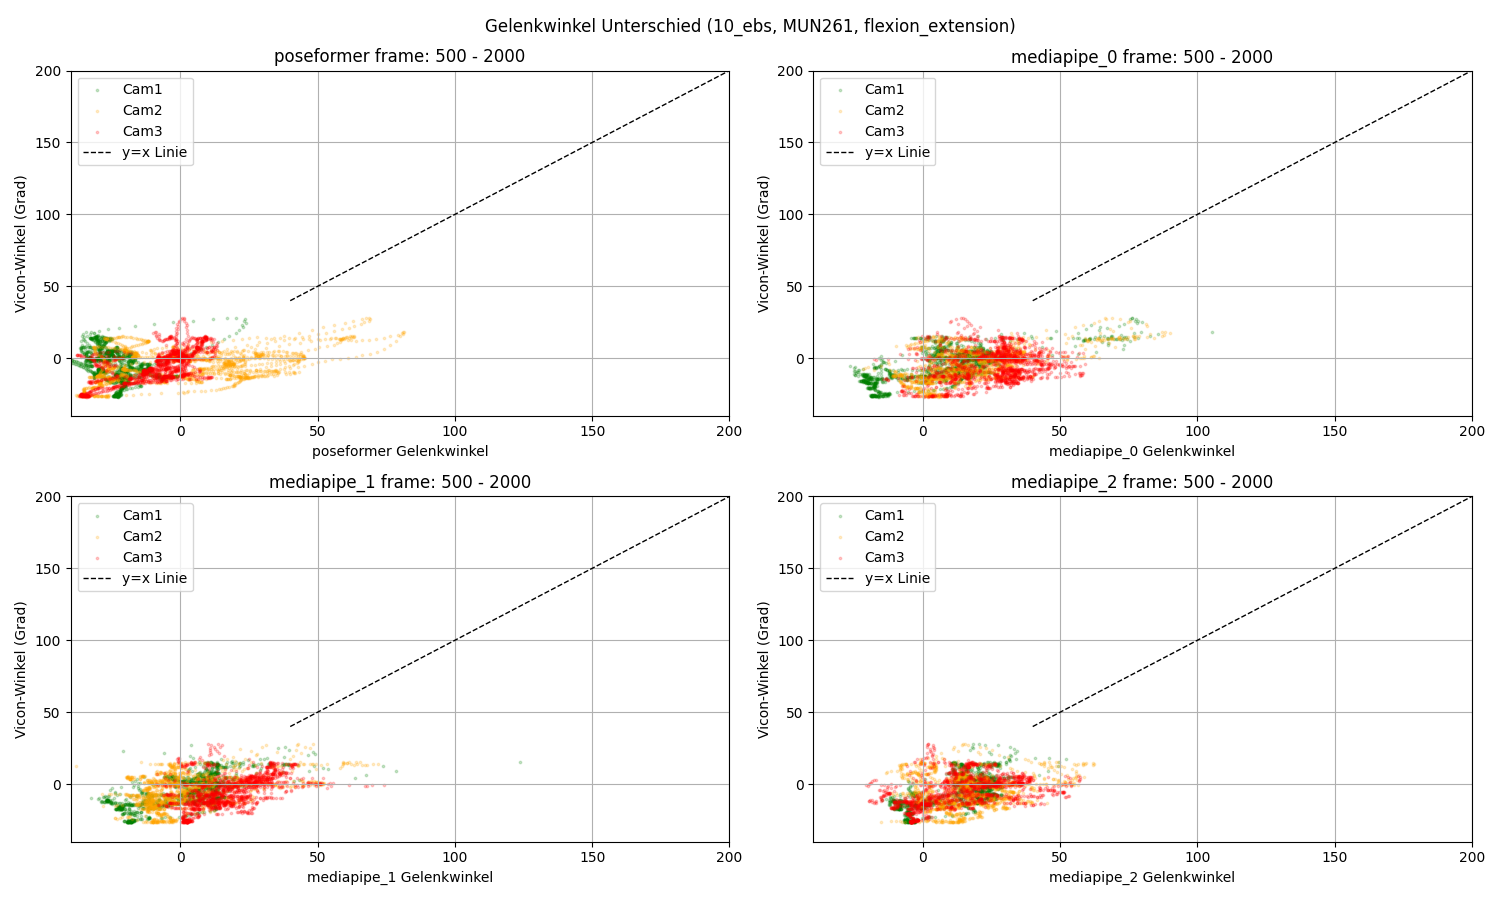 Gelenkwinkel Unterschied (10_ebs, MUN261, flexion_extension)
poseformer frame: 500 - 2000
200
150
100
50
0
Vicon-Winkel (Grad)
Cam1
Cam2
Cam3
y=x Linie
0 50 100 150 200
poseformer Gelenkwinkel
mediapipe_0 frame: 500 - 2000
200
150
100
50
0
Vicon-Winkel (Grad)
Cam1
Cam2
Cam3
y=x Linie
0 50 100 150 200
mediapipe_0 Gelenkwinkel
mediapipe_1 frame: 500 - 2000
200
150
100
50
0
Vicon-Winkel (Grad)
Cam1
Cam2
Cam3
y=x Linie
0 50 100 150 200
mediapipe_1 Gelenkwinkel
mediapipe_2 frame: 500 - 2000
200
150
100
50
0
Vicon-Winkel (Grad)
Cam1
Cam2
Cam3
y=x Linie
0 50 100 150 200
mediapipe_2 Gelenkwinkel